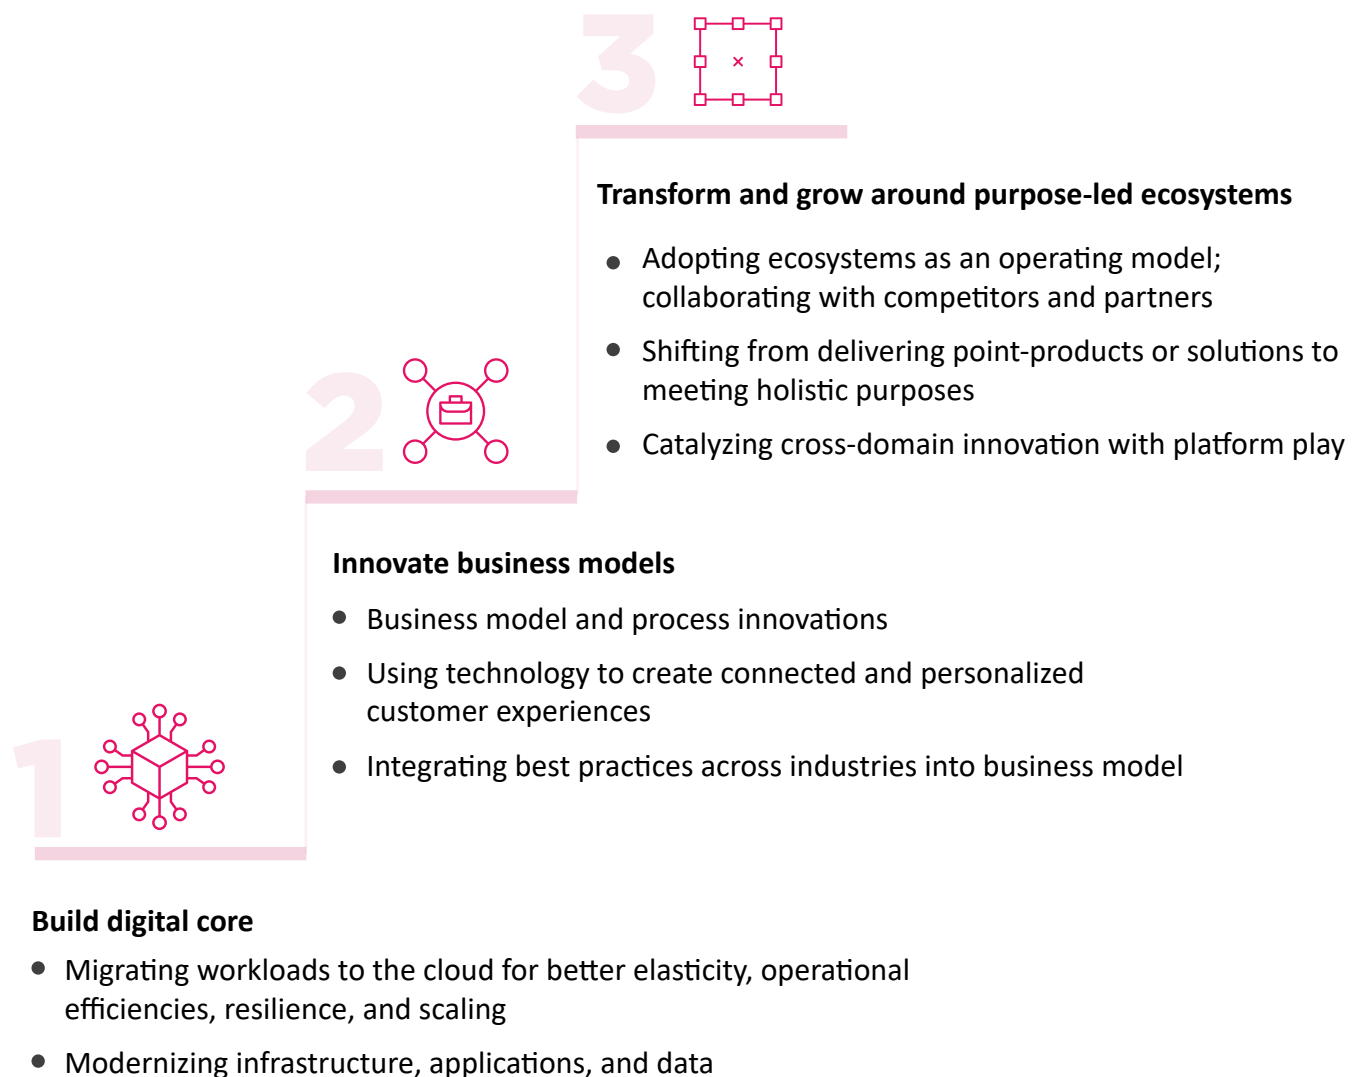 3
Transform and grow around purpose-led ecosystems
• Adopting ecosystems as an operating model;
collaborating with competitors and partners
• Shifting from delivering point-products or solutions to
meeting holistic purposes
• Catalyzing cross-domain innovation with platform play
2
Innovate business models
• Business model and process innovations
• Using technology to create connected and personalized
customer experiences
• Integrating best practices across industries into business model
1
Build digital core
• Migrating workloads to the cloud for better elasticity, operational
efficiencies, resilience, and scaling
• Modernizing infrastructure, applications, and data